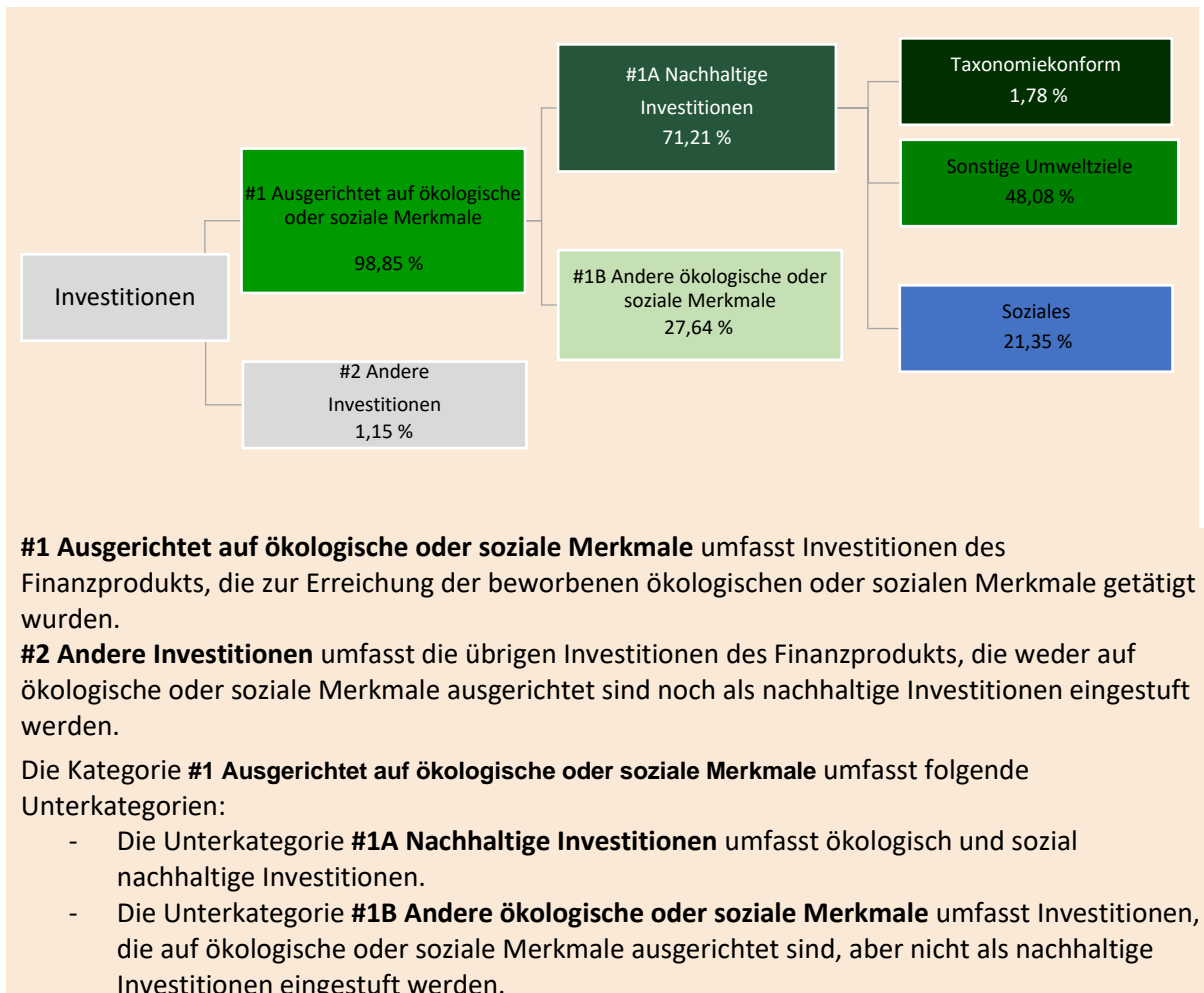 Investitionen
#1 Ausgerichtet auf ökologische
oder soziale Merkmale
98,85 %
#2 Andere
Investitionen
1,15 %
#1A Nachhaltige
Investitionen
71,21 %
#1B Andere ökologische oder
soziale Merkmale
27,64 %
Taxonomiekonform
1,78 %
Sonstige Umweltziele
48,08 %
Soziales
21,35 %
#1 Ausgerichtet auf ökologische oder soziale Merkmale umfasst Investitionen des
Finanzprodukts, die zur Erreichung der beworbenen ökologischen oder sozialen Merkmale getätigt
wurden.
#2 Andere Investitionen umfasst die übrigen Investitionen des Finanzprodukts, die weder auf
ökologische oder soziale Merkmale ausgerichtet sind noch als nachhaltige Investitionen eingestuft
werden.
Die Kategorie #1 Ausgerichtet auf ökologische oder soziale Merkmale umfasst folgende
Unterkategorien:
- Die Unterkategorie #1A Nachhaltige Investitionen umfasst ökologisch und sozial
nachhaltige Investitionen.
- Die Unterkategorie #1B Andere ökologische oder soziale Merkmale umfasst Investitionen,
die auf ökologische oder soziale Merkmale ausgerichtet sind, aber nicht als nachhaltige
Investitionen eingestuft werden.